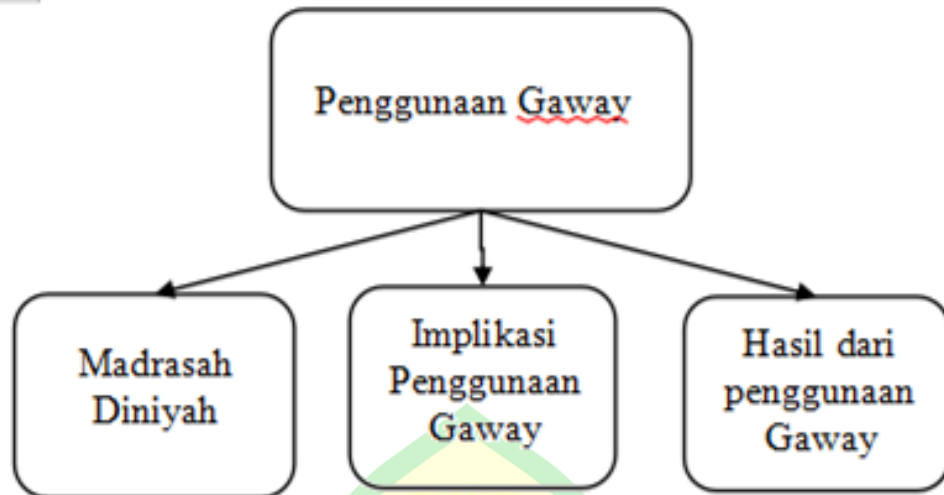 Penggunaan Gaway
Madrasah
Diniyah
Implikasi
Penggunaan
Gaway
Hasil dari
penggunaan
Gaway